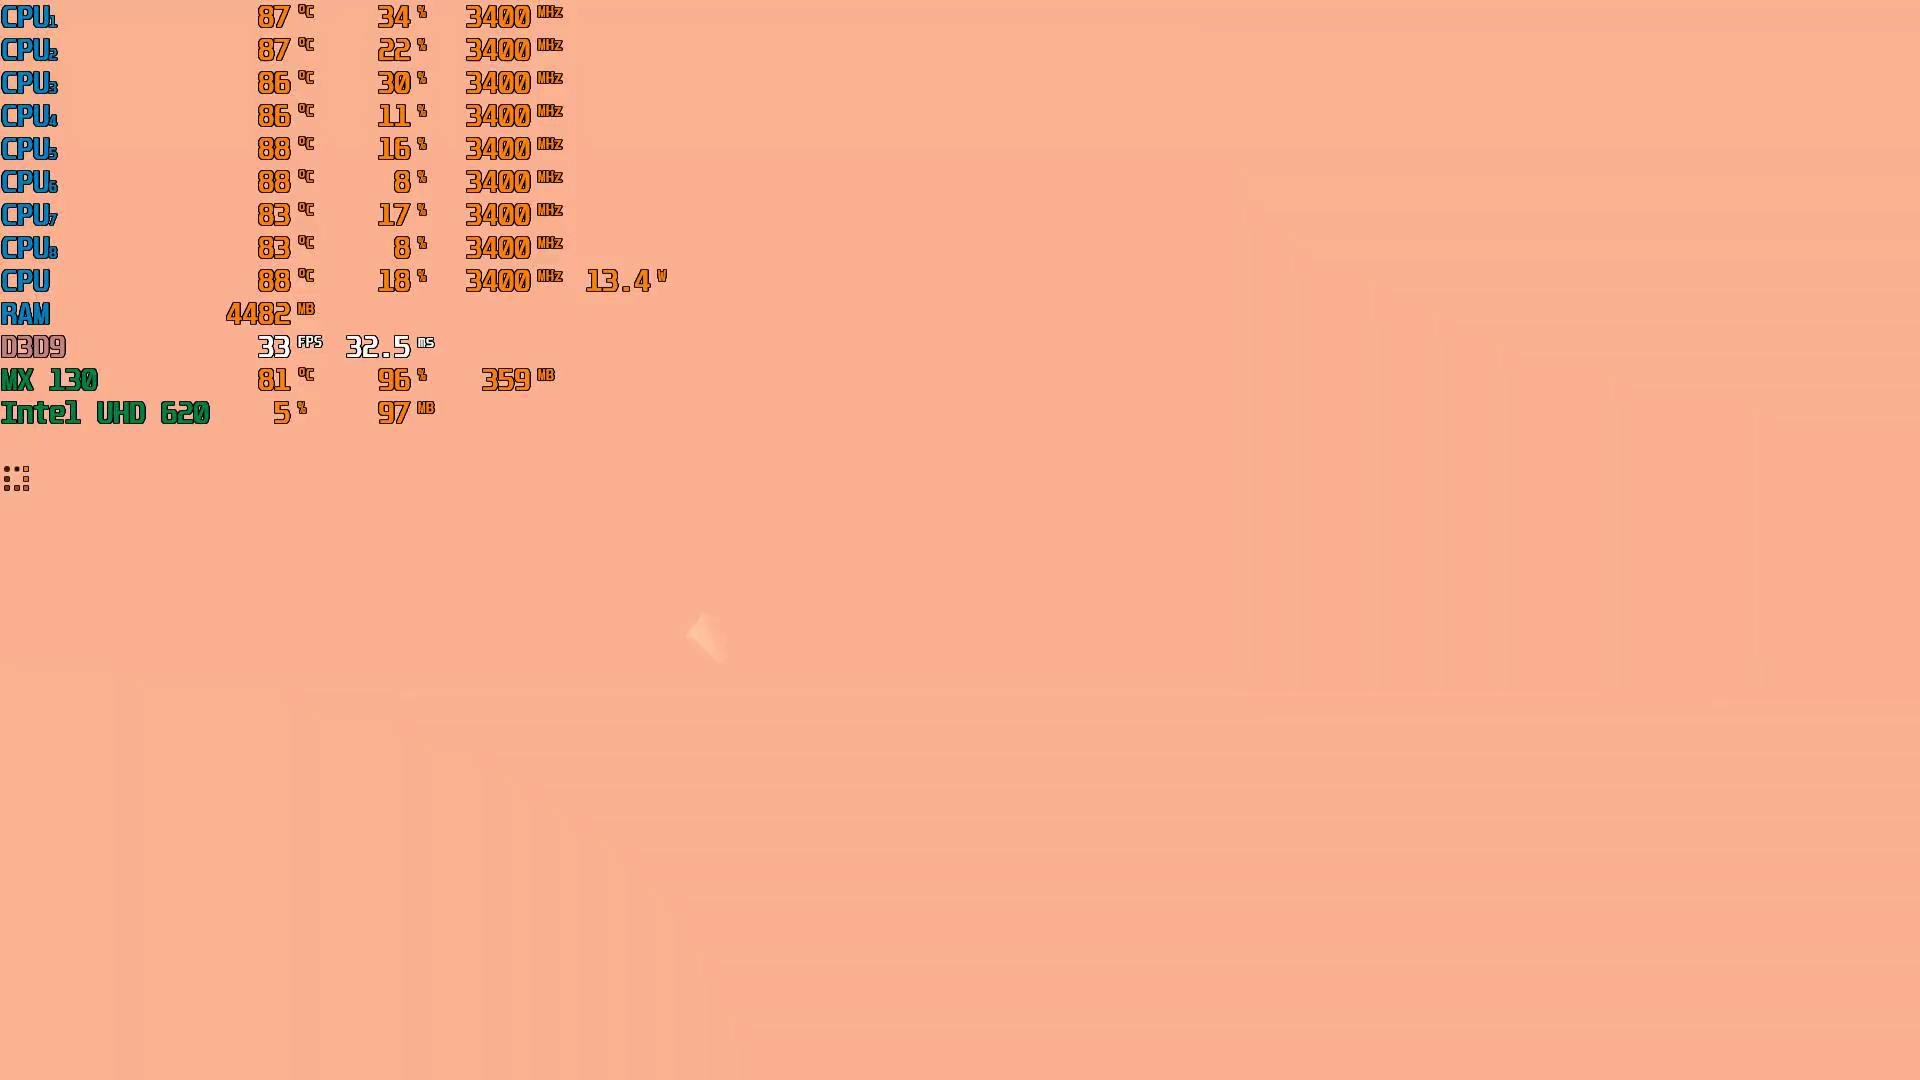 CPU1 87 °C 34 % 3400 MHz
CPU2 87 °C 22 % 3400 MHz
CPU3 86 °C 30 % 3400 MHz
CPU4 86 °C 11 % 3400 MHz
CPU5 88 °C 16 % 3400 MHz
CPU6 88 °C 8 % 3400 MHz
CPU7 83 °C 17 % 3400 MHz
CPU8 83 °C 8 % 3400 MHz
CPU 88 °C 18 % 3400 MHz 13.4 W
RAM 4482 MB
D3D9 33 FPS 32.5 ms
MX 130 81 °C 96 % 359 MB
Intel UHD 620 5 % 97 MB